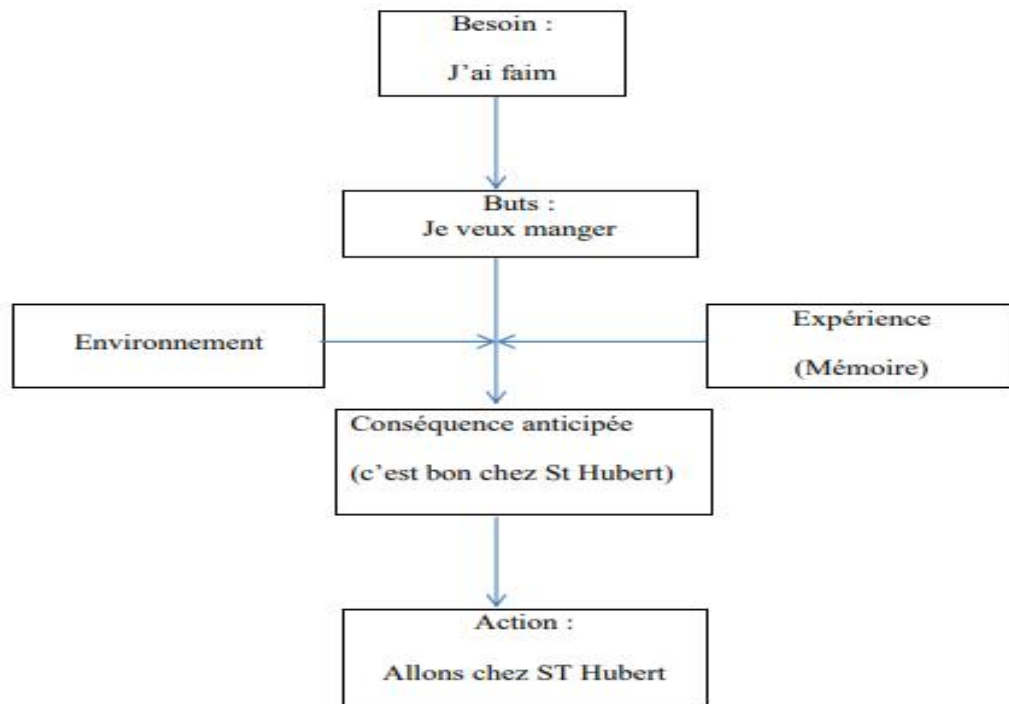 Besoin :
J'ai faim
Buts :
Je veux manger
Environnement
Expérience
(Mémoire)
Conséquence anticipée
(c'est bon chez St Hubert)
Action :
Allons chez ST Hubert